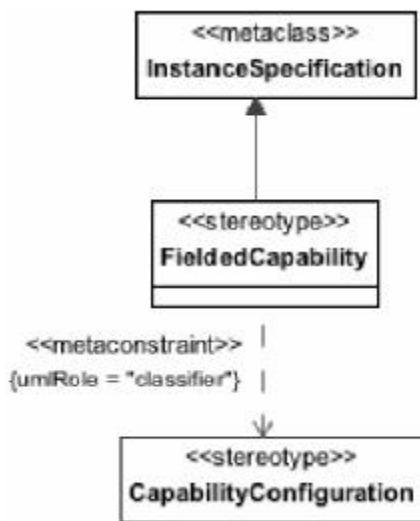 <<metaclass>>
InstanceSpecification
<<stereotype>>
FieldedCapability
<<metaconstraint>>
{umlRole = "classifier"}
<<stereotype>>
CapabilityConfiguration